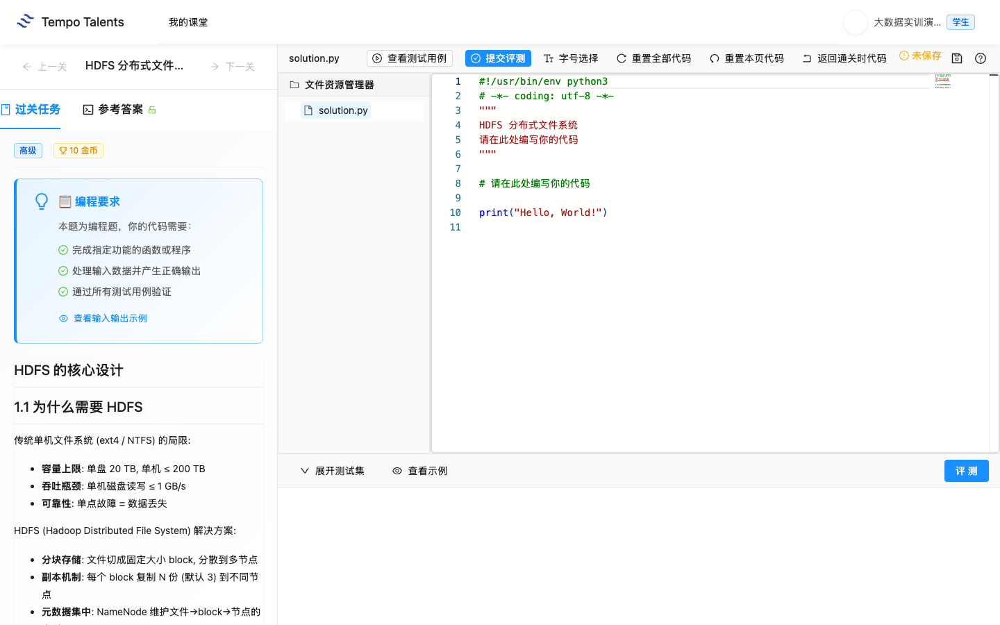 Tempo Talents
我的课堂
大数据实训演...
学生
上一关
HDFS 分布式文件...
下一关
solution.py
查看测试用例
提交评测
字号选择
重置全部代码
重置本页代码
返回通关时代码
未保存
过关任务
参考答案
文件资源管理器
solution.py
高级
10 金币
📋 编程要求
本题为编程题，你的代码需要：
完成指定功能的函数或程序
处理输入数据并产生正确输出
通过所有测试用例验证
查看输入输出示例
HDFS 的核心设计
1.1 为什么需要 HDFS
传统单机文件系统 (ext4 / NTFS) 的局限:
• 容量上限: 单盘 20 TB, 单机 ≤ 200 TB
• 吞吐瓶颈: 单机磁盘读写 ≤ 1 GB/s
• 可靠性: 单点故障 = 数据丢失
HDFS (Hadoop Distributed File System) 解决方案:
• 分块存储: 文件切成固定大小 block, 分散到多节点
• 副本机制: 每个 block 复制 N 份 (默认 3) 到不同节
点
• 元数据集中: NameNode 维护文件→block→节点的
1 #!/usr/bin/env python3
2 # -*- coding: utf-8 -*-
3 """
4 HDFS 分布式文件系统
5 请在此处编写你的代码
6 """
7
8 # 请在此处编写你的代码
9
10 print("Hello, World!")
11
展开测试集
查看示例
评 测